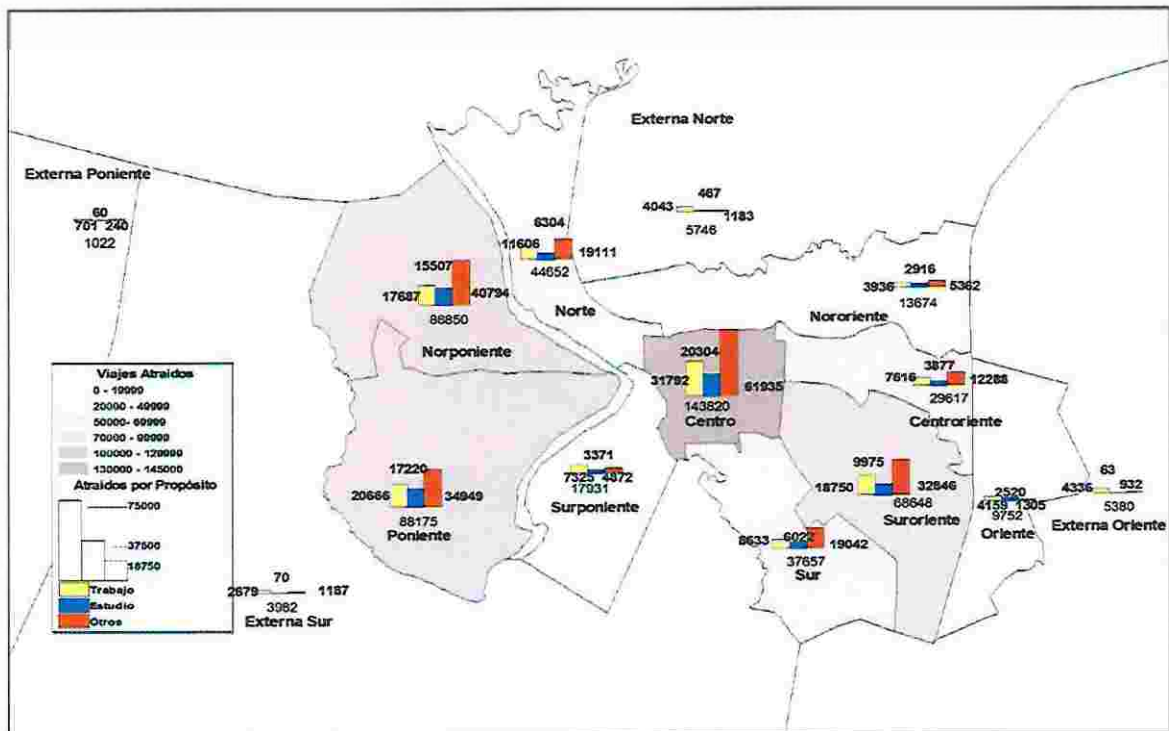 Externa Norte
467
4043
1183
5746
Externa Poniente
60
701 240
1022
6304
11606
19111
44652
Norte
15507
17687
40794
86850
Norponiente
2916
3936
5362
13674
Nororiente
20304
31792
61935
143820
Centro
3877
7616
12288
29617
Centroriente
Viajes Atraidos
0 - 19999
20000 - 49999
50000 - 69999
70000 - 99999
100000 - 129999
130000 - 145000
Atraidos por Propósito
75000
37500
18750
Trabajo
Estudio
Otros
17220
20666
34949
88175
Poniente
3371
7325 4872
17931
Surponiente
9975
18750
32846
68648
Suroriente
2520
4159 1305
9752
Oriente
63
4336
932
5380
Externa Oriente
8633
6022
19042
37657
Sur
70
2679
1187
3982
Externa Sur